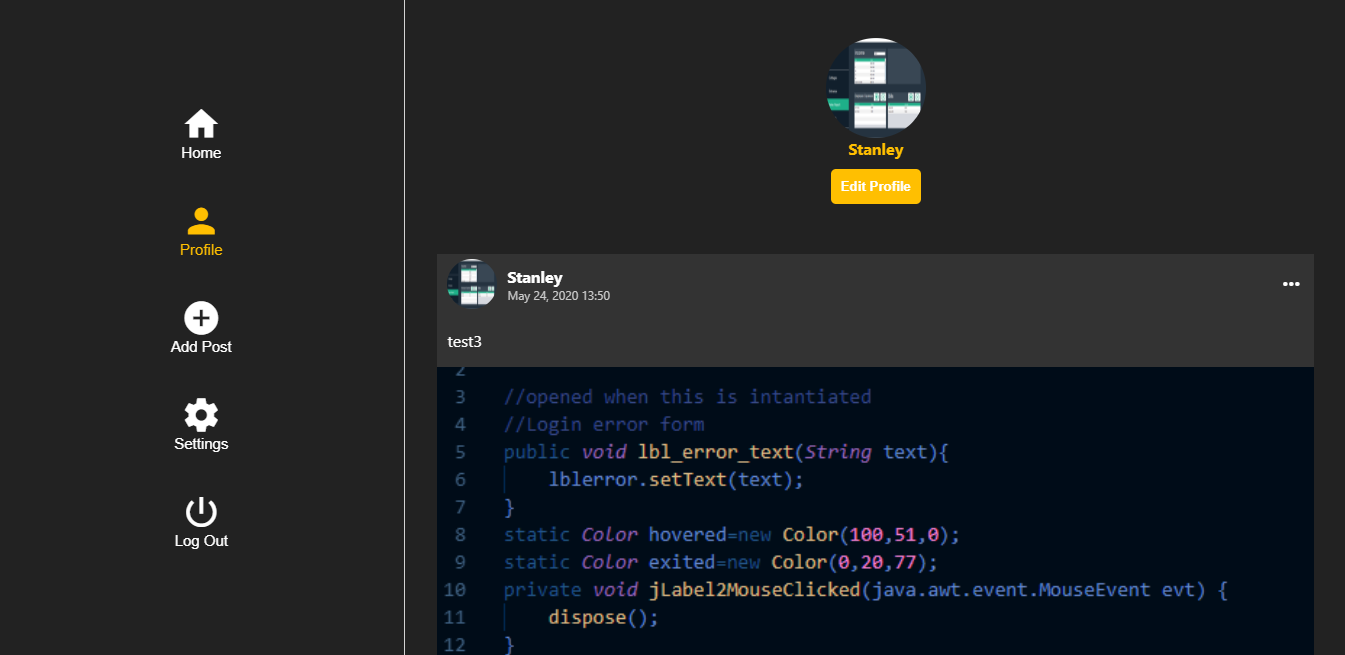 Home
Profile
Add Post
Settings
Log Out
Stanley
Edit Profile
Stanley
May 24, 2020 13:50
test3
2
3 //opened when this is intantiated
4 //Login error form
5 public void lbl_error_text(String text){
6 lblerror.setText(text);
7 }
8 static Color hovered=new Color(100,51,0);
9 static Color exited=new Color(0,20,77);
10 private void jLabel2MouseClicked(java.awt.event.MouseEvent evt) {
11 dispose();
12 }